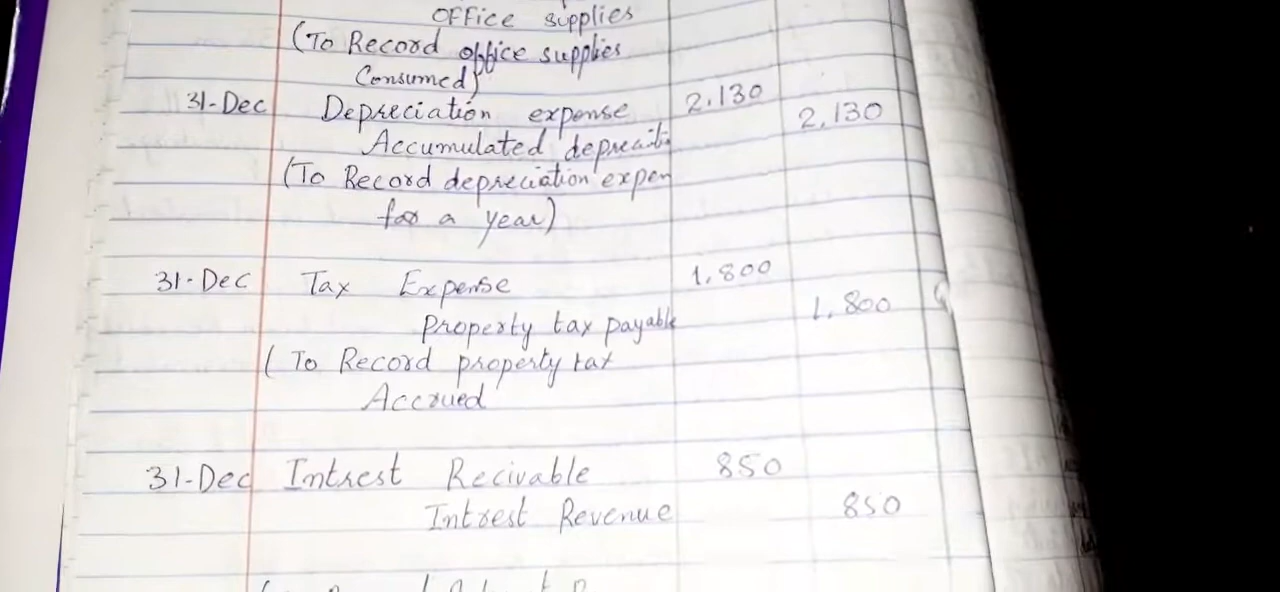 Office supplies
(To Record office supplies
Consumed)
31-Dec Depreciation expense 2,130
Accumulated 2,130
(To Record depreciation
for a year)
31-Dec Tax Expense 1,800
Property tax payable 1,800
( To Record property tax
Accrued
31-Dec Intrest Recivable 850
Intrest Revenue 850